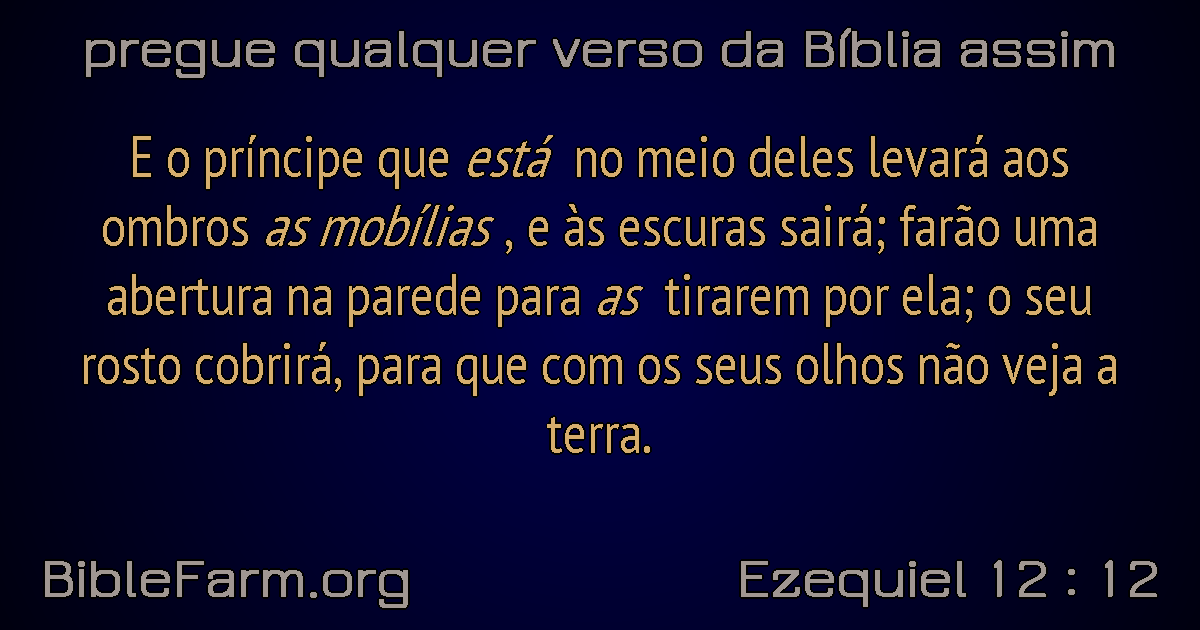 pregue qualquer verso da Bíblia assim
E o príncipe que está no meio deles levará aos
ombros as mobílias , e às escuras sairá; farão uma
abertura na parede para as tirarem por ela; o seu
rosto cobrirá, para que com os seus olhos não veja a
terra.
BibleFarm.org
Ezequiel 12 : 12